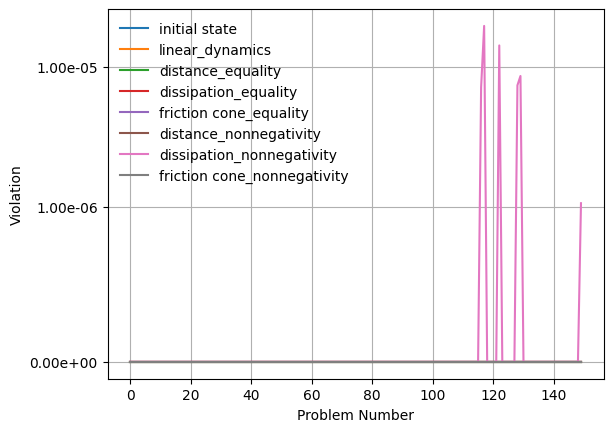 initial state
linear_dynamics
distance_equality
dissipation_equality
friction cone_equality
distance_nonnegativity
dissipation_nonnegativity
friction cone_nonnegativity
1.00e-05
1.00e-06
0.00e+00
Violation
0 20 40 60 80 100 120 140
Problem Number